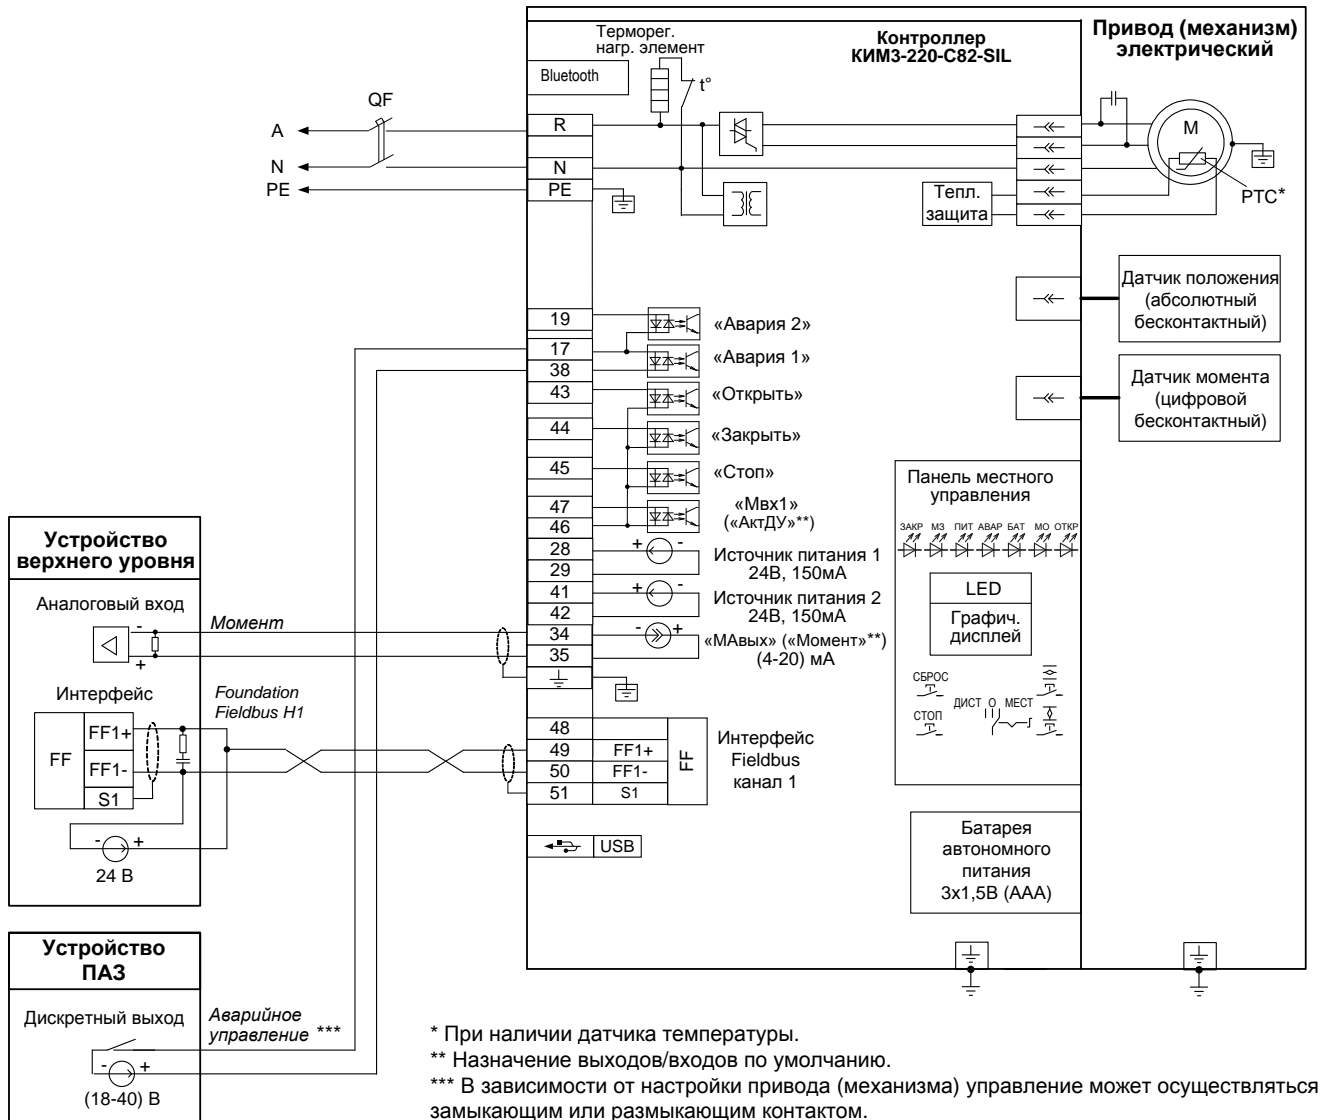 Терморег.
нагр. элемент
Контроллер
КИМ3-220-С82-SIL
Привод (механизм)
электрический
Bluetooth
t°
QF
A
R
N
N
PE
PE
M
PTC*
Тепл.
защита
Датчик положения
(абсолютный
бесконтактный)
19
«Авария 2»
17
«Авария 1»
38
43
«Открыть»
44
«Закрыть»
45
«Стоп»
47
«Мвх1»
46
(«АктДУ»**)
28
+ -
Источник питания 1
29
24В, 150мА
41
+ -
Источник питания 2
42
24В, 150мА
34
- +
«МАвых» («Момент»**)
35
(4-20) мА
Датчик момента
(цифровой
бесконтактный)
Панель местного
управления
ЗАКР МЗ ПИТ АВАР БАТ МО ОТКР
LED
Графич.
дисплей
СБРОС
СТОП
ДИСТ О МЕСТ
Устройство
верхнего уровня
Аналоговый вход
-
+
Момент
Интерфейс
Foundation
Fieldbus H1
FF
FF1+
FF1-
S1
- +
24 В
48
49
FF1+
50
FF1-
51
S1
FF
Интерфейс
Fieldbus
канал 1
USB
Батарея
автономного
питания
3х1,5В (ААА)
Устройство
ПАЗ
Дискретный выход
Аварийное
управление ***
- +
(18-40) В
* При наличии датчика температуры.
** Назначение выходов/входов по умолчанию.
*** В зависимости от настройки привода (механизма) управление может осуществляться
замыкающим или размыкающим контактом.